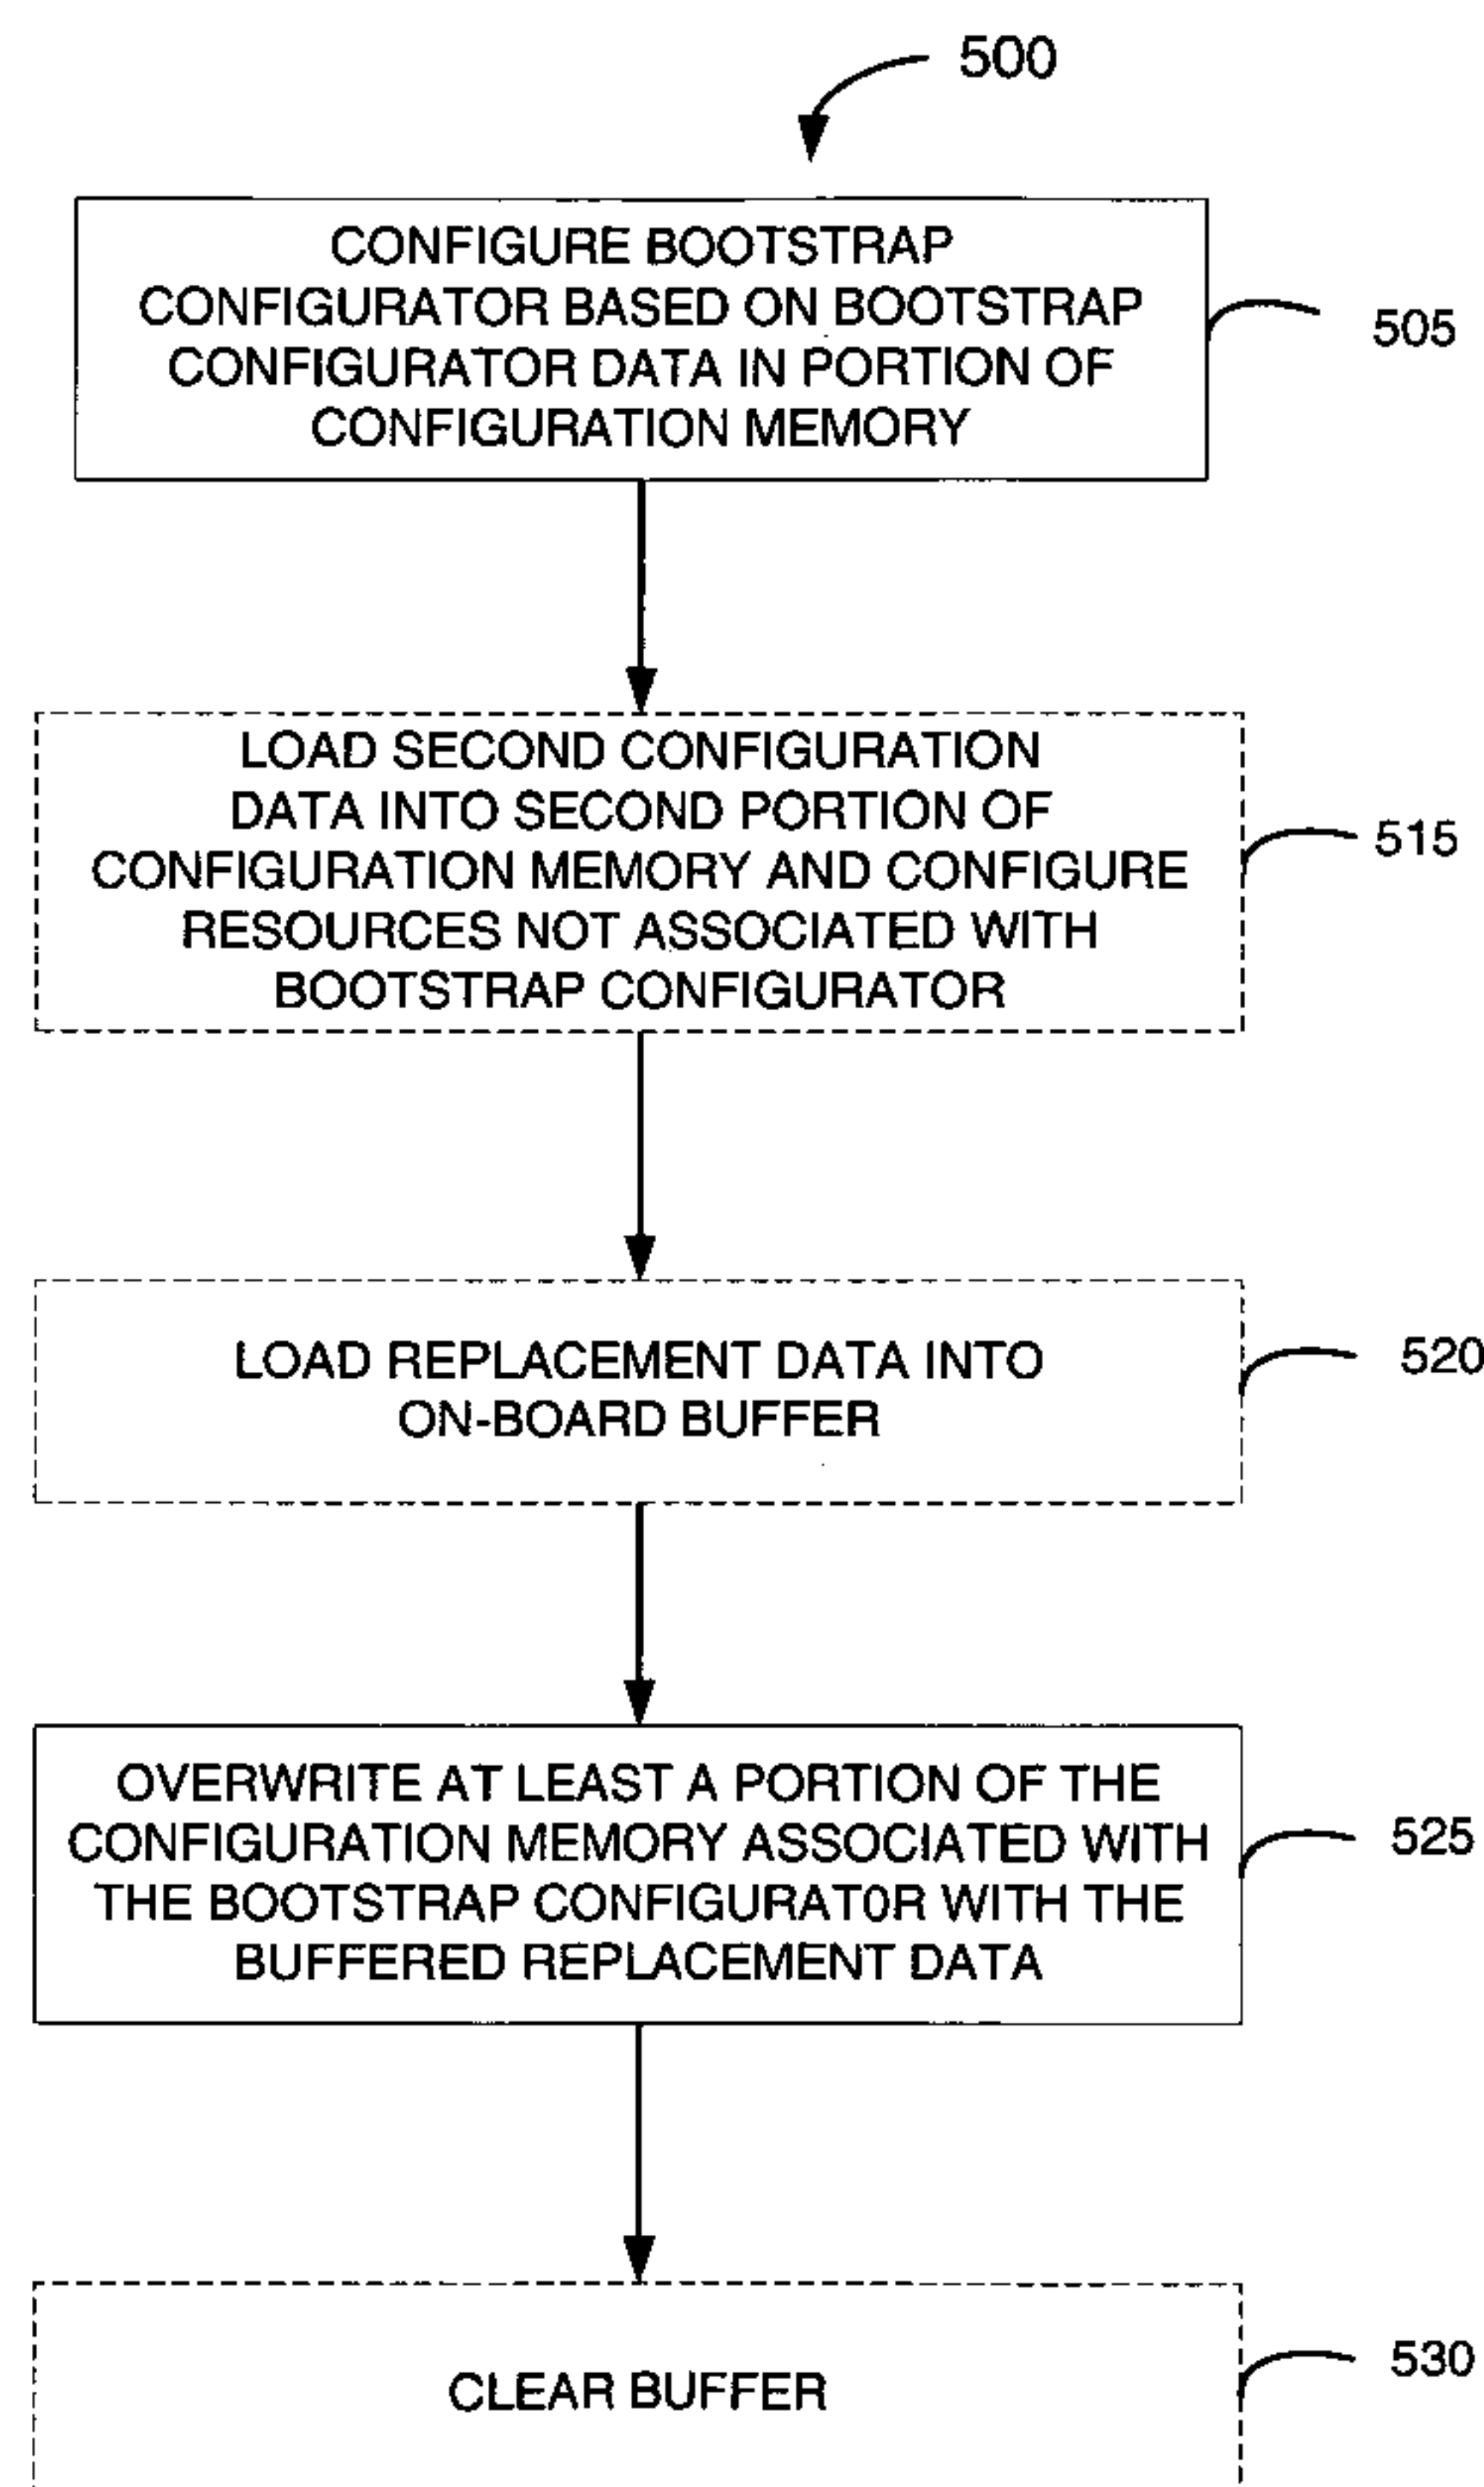 500
CONFIGURE BOOTSTRAP
CONFIGURATOR BASED ON BOOTSTRAP
CONFIGURATOR DATA IN PORTION OF
CONFIGURATION MEMORY
505
LOAD SECOND CONFIGURATION
DATA INTO SECOND PORTION OF
CONFIGURATION MEMORY AND CONFIGURE
RESOURCES NOT ASSOCIATED WITH
BOOTSTRAP CONFIGURATOR
515
LOAD REPLACEMENT DATA INTO
ON-BOARD BUFFER
520
OVERWRITE AT LEAST A PORTION OF THE
CONFIGURATION MEMORY ASSOCIATED WITH
THE BOOTSTRAP CONFIGURATOR WITH THE
BUFFERED REPLACEMENT DATA
525
CLEAR BUFFER
530